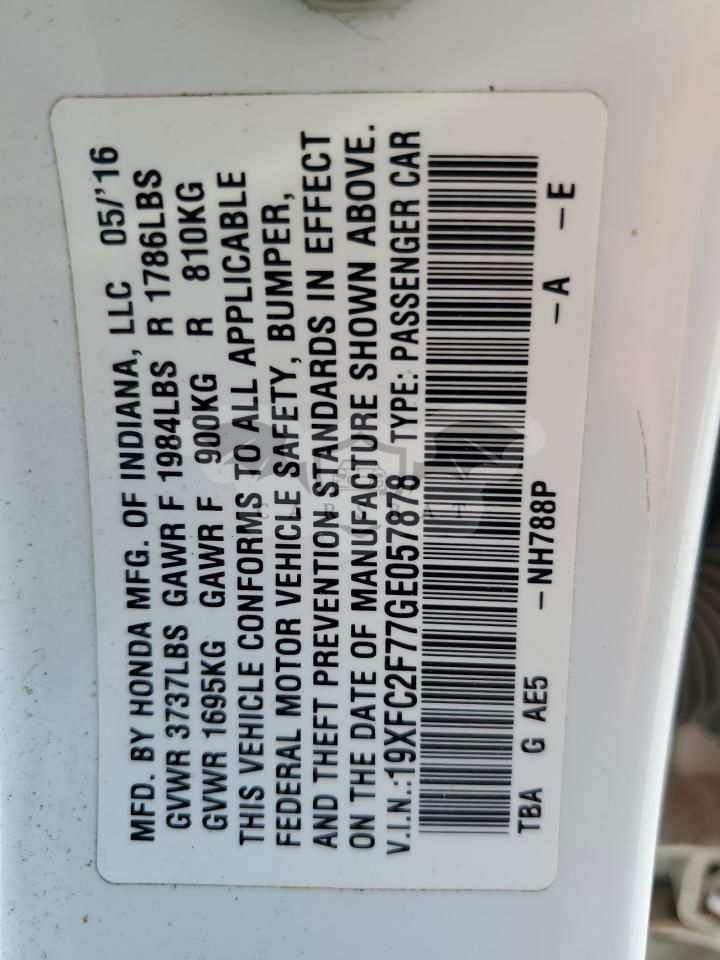 MFD. BY HONDA MFG. OF INDIANA, LLC 05/'16
GVWR 3737LBS GAWR F 1984LBS R 1786LBS
GVWR 1695KG GAWR F 900KG R 810KG
THIS VEHICLE CONFORMS TO ALL APPLICABLE
FEDERAL MOTOR VEHICLE SAFETY, BUMPER,
AND THEFT PREVENTION STANDARDS IN EFFECT
ON THE DATE OF MANUFACTURE SHOWN ABOVE.
V.I.N.:19XFC2F77GE057878 TYPE: PASSENGER CAR
TBA G AE5 -NH788P -A -E